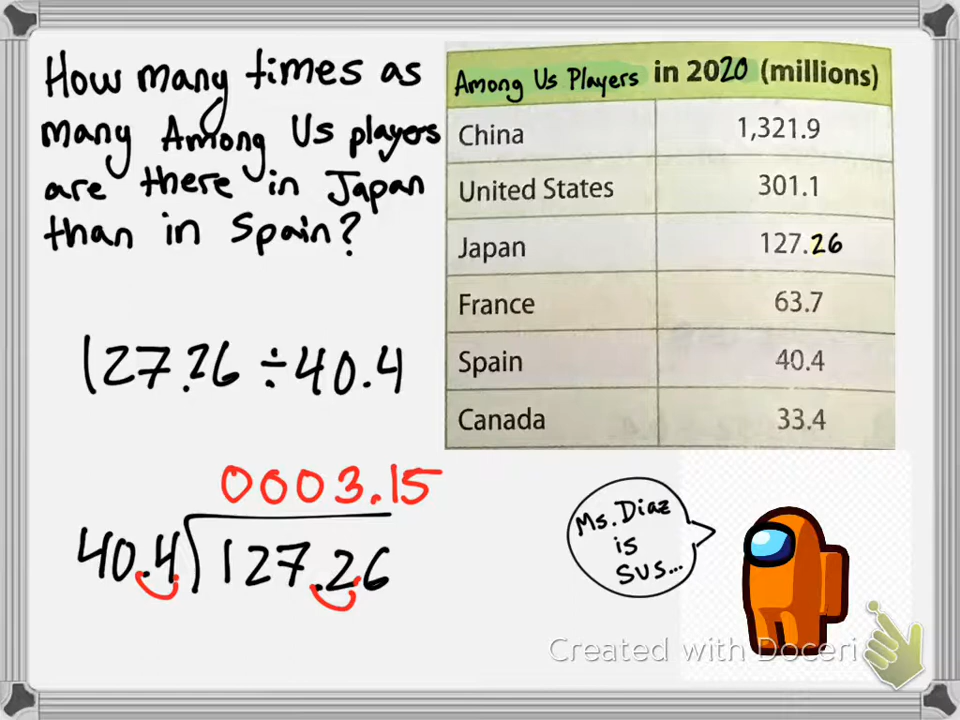 How many times as
many Among Us players
are there in Japan
than in Spain?
Among Us Players in 2020 (millions)
China 1,321.9
United States 301.1
Japan 127.26
France 63.7
Spain 40.4
Canada 33.4
127.26 ÷ 40.4
0003.15
40.4)127.26
Ms. Diaz
is
sus...
Created with Doceri